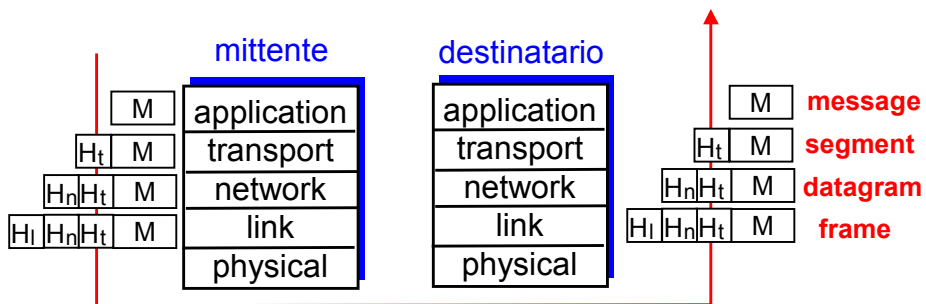 mittente destinatario
M application application M message
Ht M transport transport Ht M segment
Hn Ht M network network Hn Ht M datagram
Hl Hn Ht M link link Hl Hn Ht M frame
physical physical